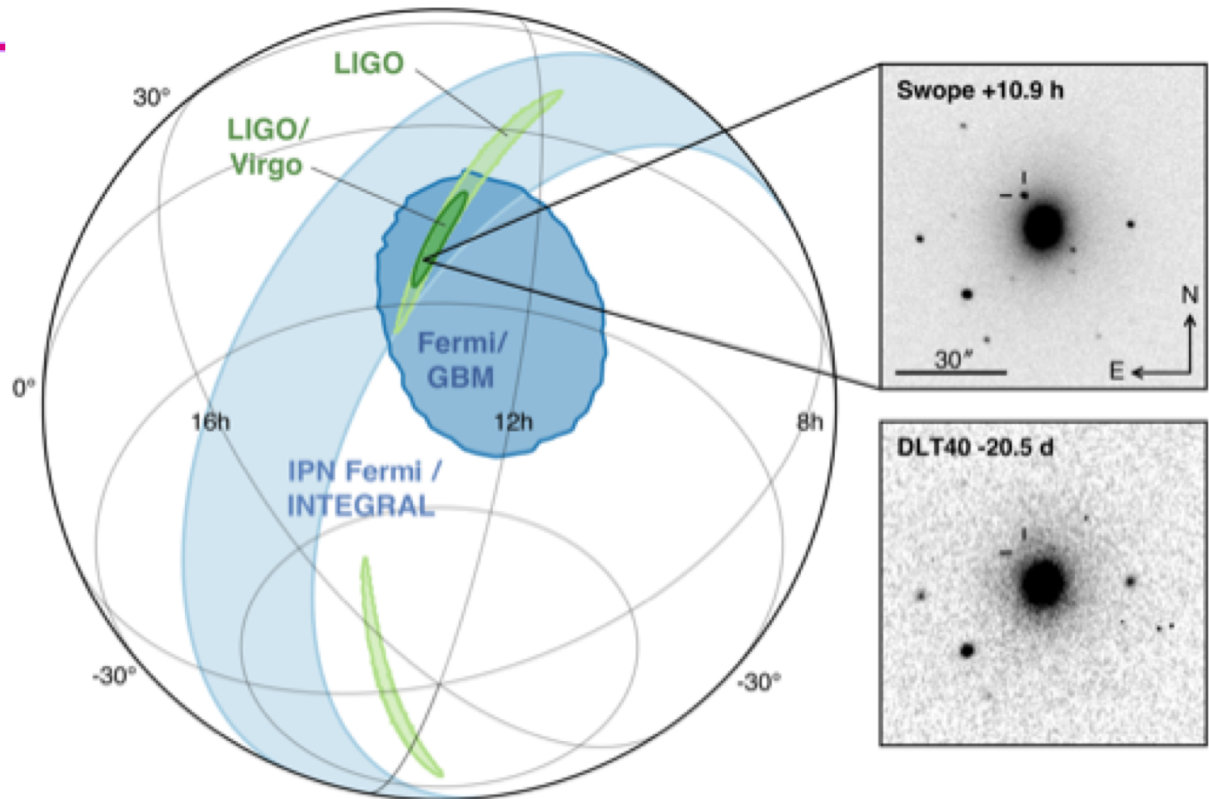 LIGO
30°
LIGO/
Virgo
Fermi/
GBM
0°
16h
12h
8h
IPN Fermi /
INTEGRAL
-30°
-30°
Swope +10.9 h
N
30"
E
DLT40 -20.5 d